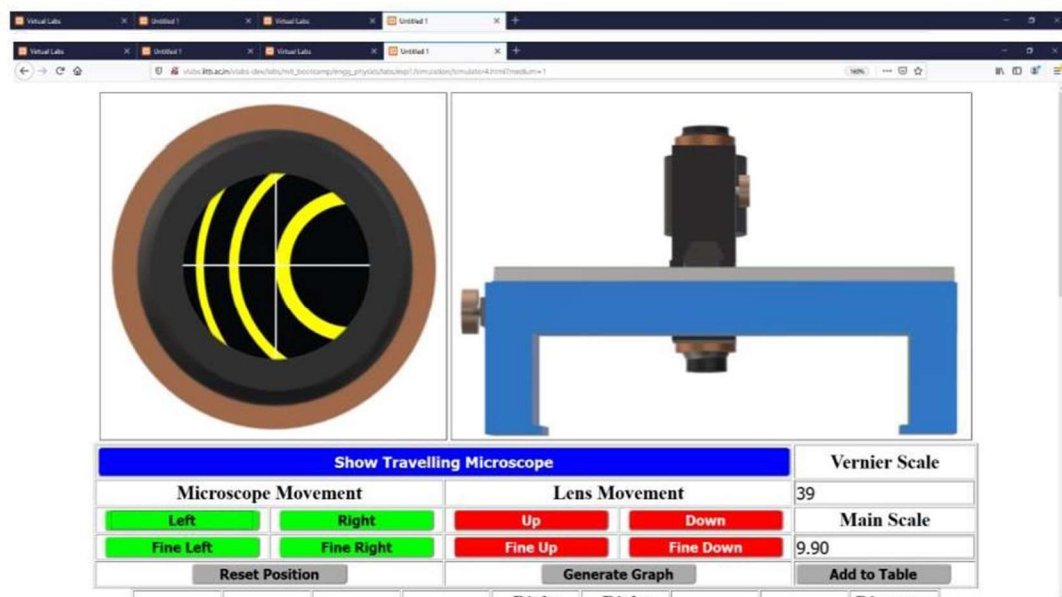 Virtual Labs Untitled 1 Virtual Labs Untitled 1
Virtual Labs Untitled 1 Virtual Labs Untitled 1
160%
Show Travelling Microscope
Vernier Scale
Microscope Movement Lens Movement 39
Left Right Up Down Main Scale
Fine Left Fine Right Fine Up Fine Down 9.90
Reset Position Generate Graph Add to Table